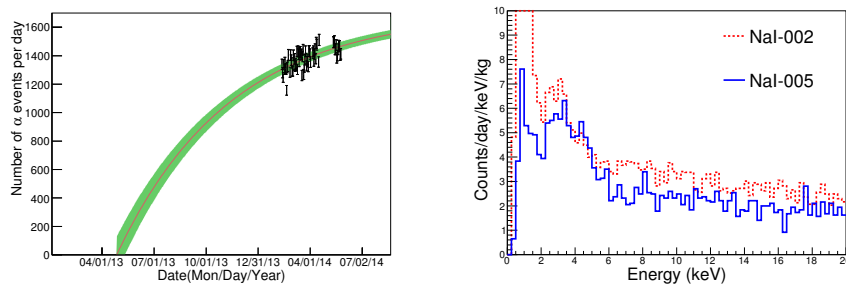 Number of α events per day
1600
1400
1200
1000
800
600
400
200
0
04/01/13 07/01/13 10/01/13 12/31/13 04/01/14 07/02/14
Date(Mon/Day/Year)
Counts/day/keV/kg
10
9
8
7
6
5
4
3
2
1
0
NaI-002
NaI-005
0 2 4 6 8 10 12 14 16 18 20
Energy (keV)